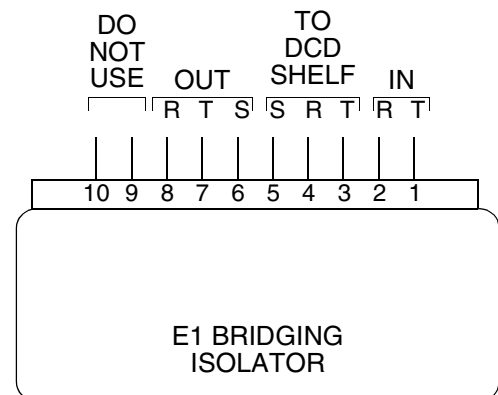 DO
NOT
USE
OUT
TO
DCD
SHELF
IN
R T S S R T R T
10 9 8 7 6 5 4 3 2 1
E1 BRIDGING
ISOLATOR